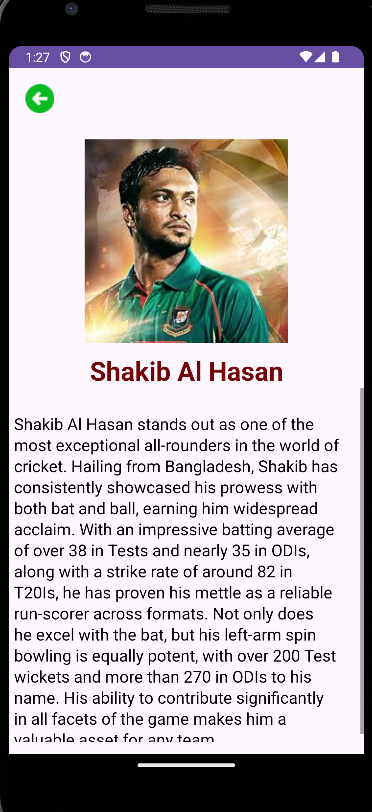 1:27
Shakib Al Hasan
Shakib Al Hasan stands out as one of the
most exceptional all-rounders in the world of
cricket. Hailing from Bangladesh, Shakib has
consistently showcased his prowess with
both bat and ball, earning him widespread
acclaim. With an impressive batting average
of over 38 in Tests and nearly 35 in ODIs,
along with a strike rate of around 82 in
T20Is, he has proven his mettle as a reliable
run-scorer across formats. Not only does
he excel with the bat, but his left-arm spin
bowling is equally potent, with over 200 Test
wickets and more than 270 in ODIs to his
name. His ability to contribute significantly
in all facets of the game makes him a
valuable asset for any team